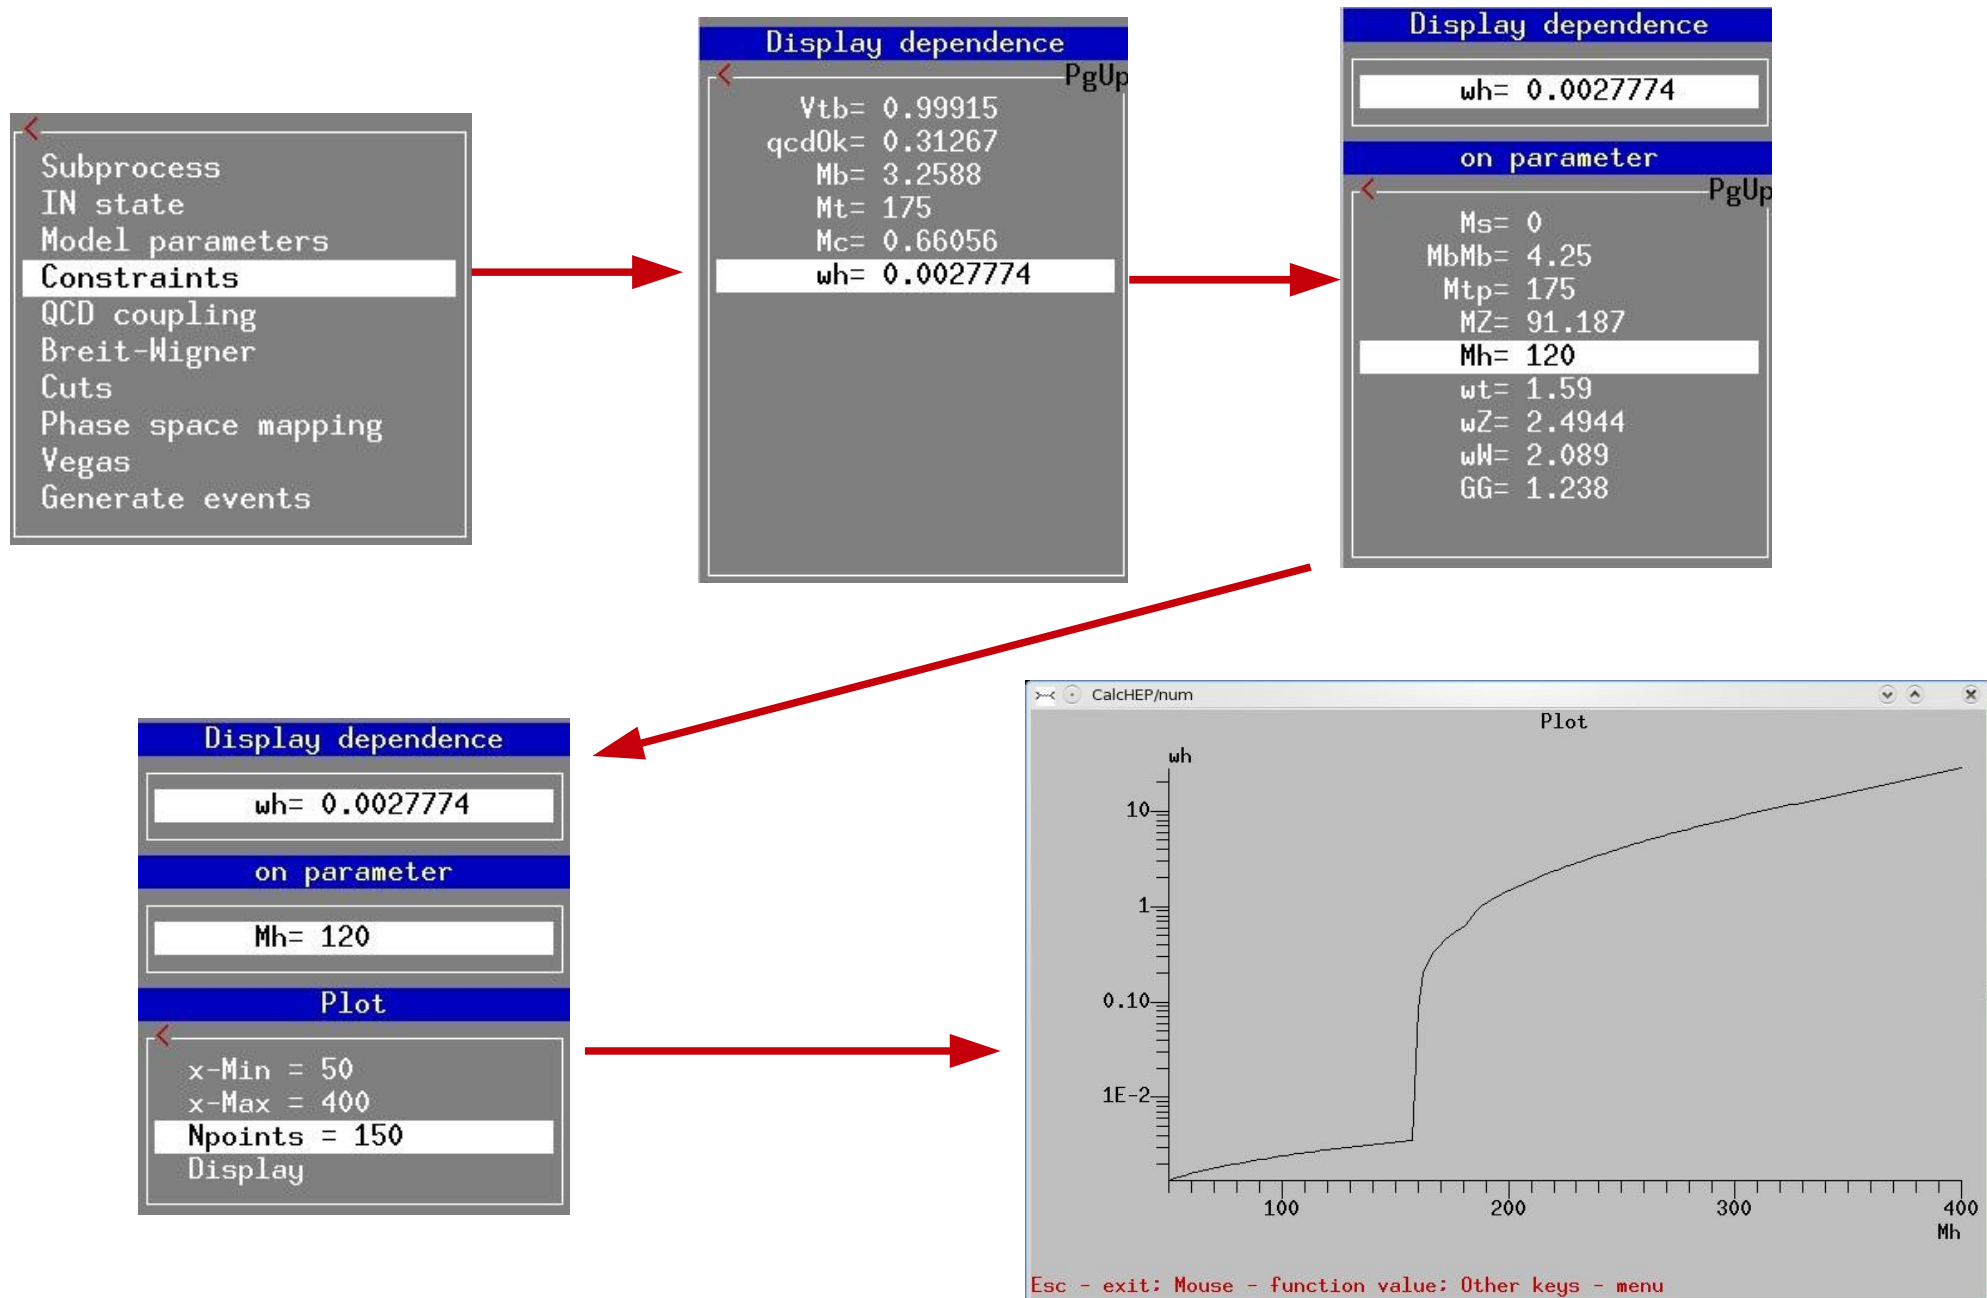 <
Subprocess
IN state
Model parameters
Constraints
QCD coupling
Breit-Wigner
Cuts
Phase space mapping
Vegas
Generate events
Display dependence
<
PgUp
Vtb= 0.99915
qcdOk= 0.31267
Mb= 3.2588
Mt= 175
Mc= 0.66056
wh= 0.0027774
Display dependence
wh= 0.0027774
on parameter
<
PgUp
Ms= 0
MbMb= 4.25
Mtp= 175
MZ= 91.187
Mh= 120
wt= 1.59
wZ= 2.4944
wW= 2.089
GG= 1.238
Display dependence
wh= 0.0027774
on parameter
Mh= 120
Plot
<
x-Min = 50
x-Max = 400
Npoints = 150
Display
CalcHEP/num
Plot
wh
10
1
0.10
1E-2
100 200 300 400
Mh
Esc - exit; Mouse - function value; Other keys - menu